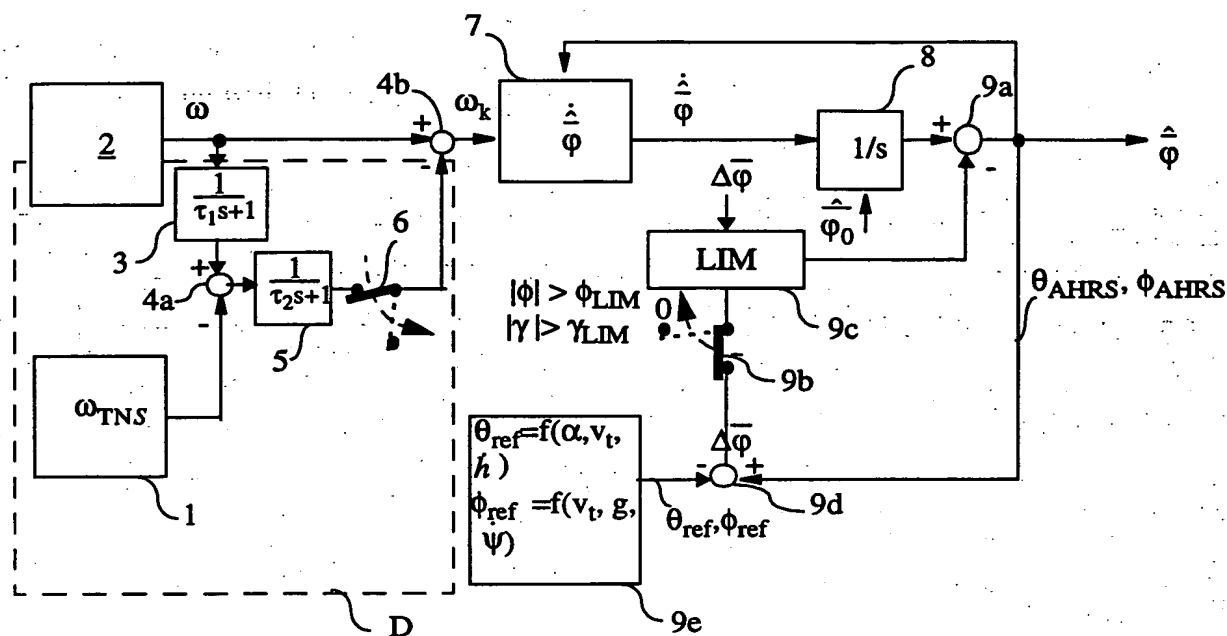 7
8
9a
4b
ω
ω_k
φ̂̇
+
-
2
φ̂̇
1/s
+
-
φ̂
1/(τ₁s+1)
Δφ̅
φ̂₀
6
3
+
4a
-
1/(τ₂s+1)
LIM
θ_AHRS, ϕ_AHRS
|ϕ| > ϕ_LIM
|γ| > γ_LIM
0
9c
5
9b
ω_TNS
θ_ref=f(α,v_t,
ḣ)
Δφ̅
-
+
ϕ_ref =f(v_t, g,
ψ̇)
9d
θ_ref,ϕ_ref
1
D
9e